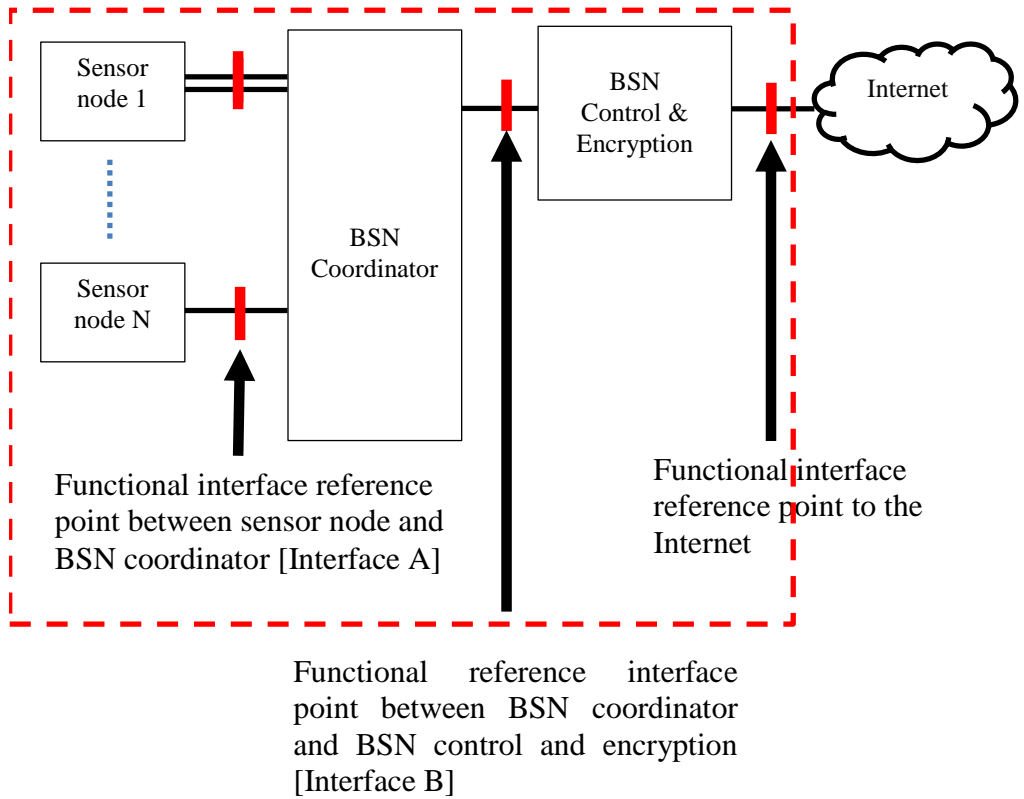 Sensor
node 1
BSN
Control &
Encryption
Internet
BSN
Coordinator
Sensor
node N
Functional interface reference
point between sensor node and
BSN coordinator [Interface A]
Functional interface
reference point to the
Internet
Functional reference interface
point between BSN coordinator
and BSN control and encryption
[Interface B]